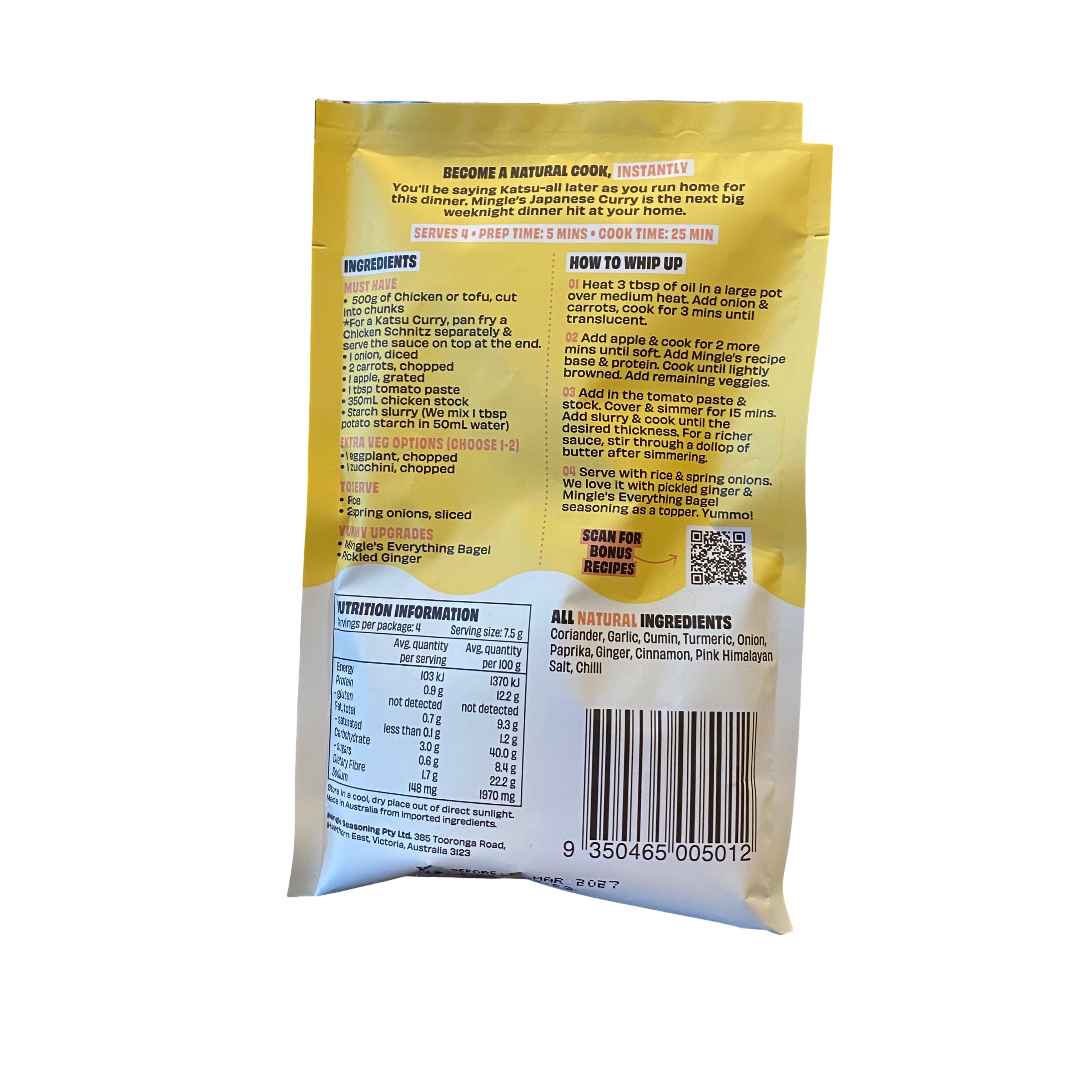 BECOME A NATURAL COOK, INSTANTLY
You'll be saying Katsu-all later as you run home for
this dinner. Mingle's Japanese Curry is the next big
weeknight dinner hit at your home.
SERVES 4 • PREP TIME: 5 MINS • COOK TIME: 25 MIN
INGREDIENTS
MUST HAVE
• 500g of Chicken or tofu, cut
into chunks
*For a Katsu Curry, pan fry a
Chicken Schnitz separately &
serve the sauce on top at the end.
• 1 onion, diced
• 2 carrots, chopped
• 1 apple, grated
• 1 tbsp tomato paste
• 350mL chicken stock
• Starch slurry (We mix 1 tbsp
potato starch in 50mL water)
EXTRA VEG OPTIONS (CHOOSE 1-2)
• 1 eggplant, chopped
• 1 zucchini, chopped
TO SERVE
• Rice
• 2 spring onions, sliced
YUMMY UPGRADES
• Mingle's Everything Bagel
• Pickled Ginger
HOW TO WHIP UP
01 Heat 3 tbsp of oil in a large pot
over medium heat. Add onion &
carrots, cook for 3 mins until
translucent.
02 Add apple & cook for 2 more
mins until soft. Add Mingle's recipe
base & protein. Cook until lightly
browned. Add remaining veggies.
03 Add in the tomato paste &
stock. Cover & simmer for 15 mins.
Add slurry & cook until the
desired thickness. For a richer
sauce, stir through a dollop of
butter after simmering.
04 Serve with rice & spring onions.
We love it with pickled ginger &
Mingle's Everything Bagel
seasoning as a topper. Yummo!
SCAN FOR
BONUS
RECIPES
NUTRITION INFORMATION
Servings per package: 4 Serving size: 7.5 g
Avg. quantity per serving Avg. quantity per 100 g
Energy 103 kJ 1370 kJ
Protein 0.9 g 12.2 g
- gluten not detected not detected
Fat, total 0.7 g 9.3 g
- saturated less than 0.1 g 1.2 g
Carbohydrate 3.0 g 40.0 g
- sugars 0.6 g 8.4 g
Dietary Fibre 1.7 g 22.2 g
Sodium 148 mg 1970 mg
Store in a cool, dry place out of direct sunlight.
Made in Australia from imported ingredients.
Mingle Seasoning Pty Ltd. 385 Tooronga Road,
Hawthorn East, Victoria, Australia 3123
ALL NATURAL INGREDIENTS
Coriander, Garlic, Cumin, Turmeric, Onion,
Paprika, Ginger, Cinnamon, Pink Himalayan
Salt, Chilli
9 350465 005012
BEFORE: MAR 2027